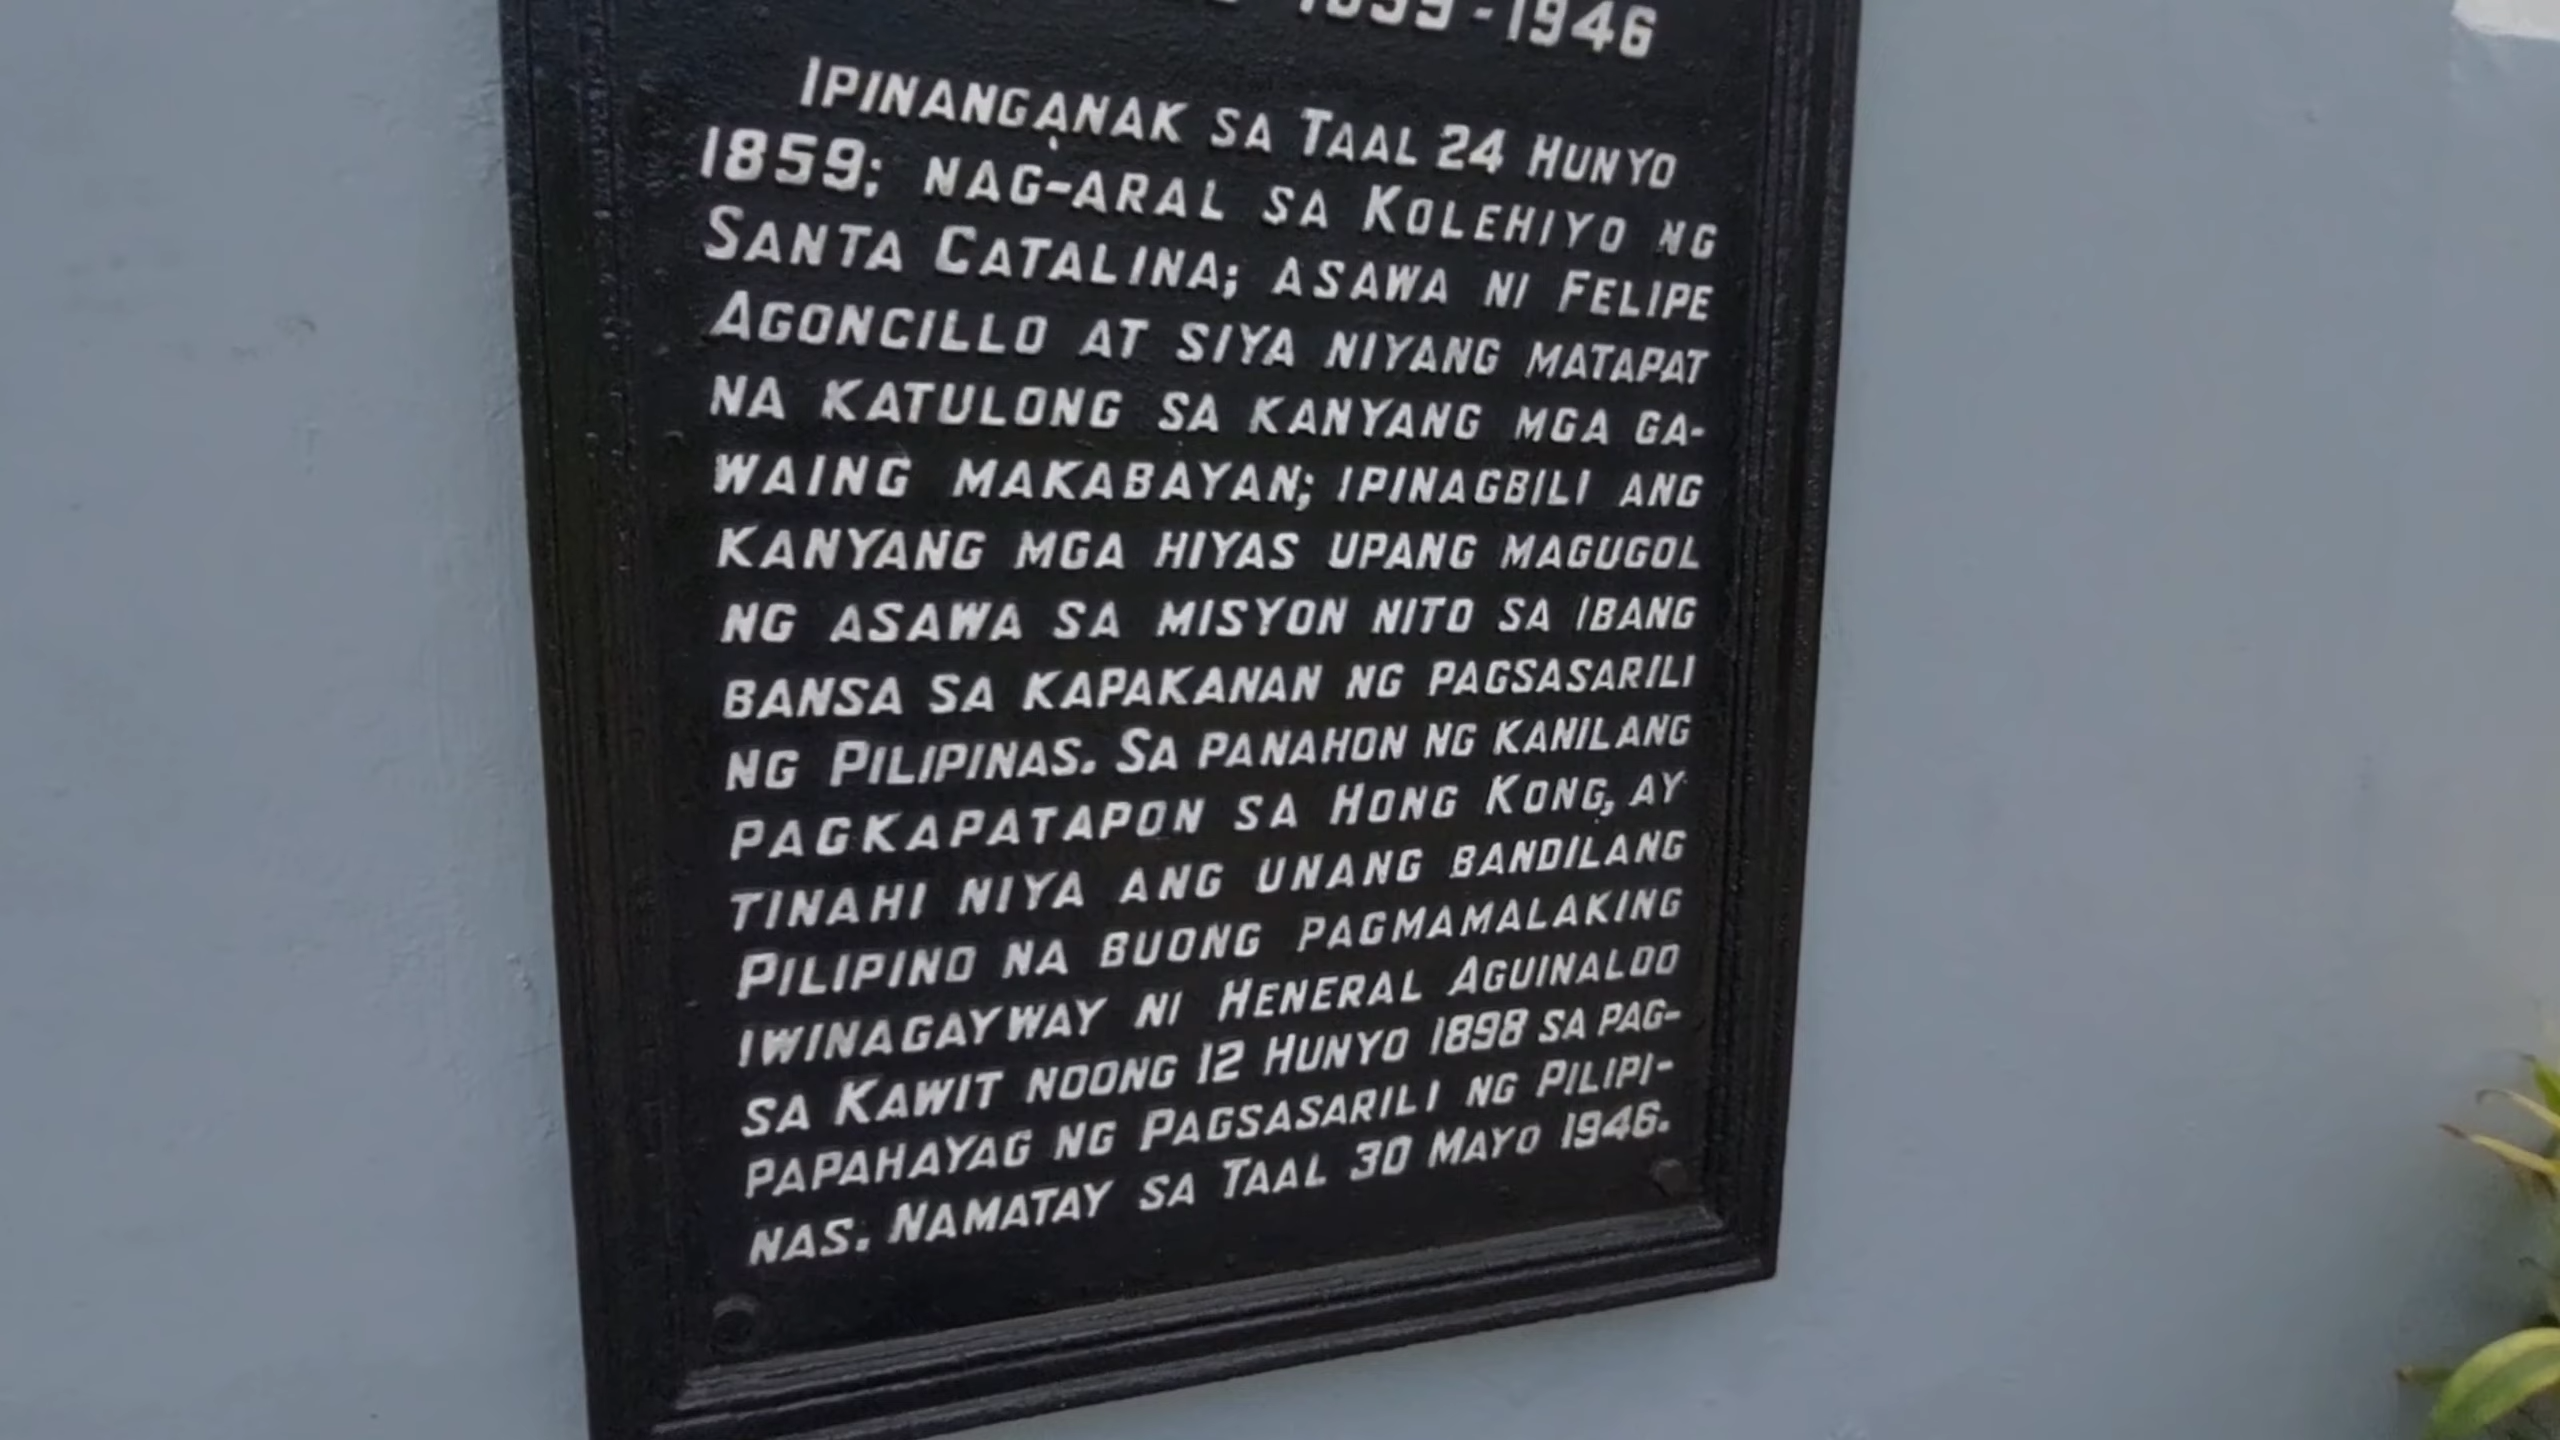 -1946
IPINANGANAK SA TAAL 24 HUNYO
1859; NAG-ARAL SA KOLEHIYO NG
SANTA CATALINA; ASAWA NI FELIPE
AGONCILLO AT SIYA NIYANG MATAPAT
NA KATULONG SA KANYANG MGA GA-
WAING MAKABAYAN; IPINAGBILI ANG
KANYANG MGA HIYAS UPANG MAGUGOL
NG ASAWA SA MISYON NITO SA IBANG
BANSA SA KAPAKANAN NG PAGSASARILI
NG PILIPINAS. SA PANAHON NG KANILANG
PAGKAPATAPON SA HONG KONG, AY
TINAHI NIYA ANG UNANG BANDILANG
PILIPINO NA BUONG PAGMAMALAKING
IWINAGAYWAY NI HENERAL AGUINALDO
SA KAWIT NOONG 12 HUNYO 1898 SA PAG-
PAPAHAYAG NG PAGSASARILI NG PILIPI-
NAS. NAMATAY SA TAAL 30 MAYO 1946.